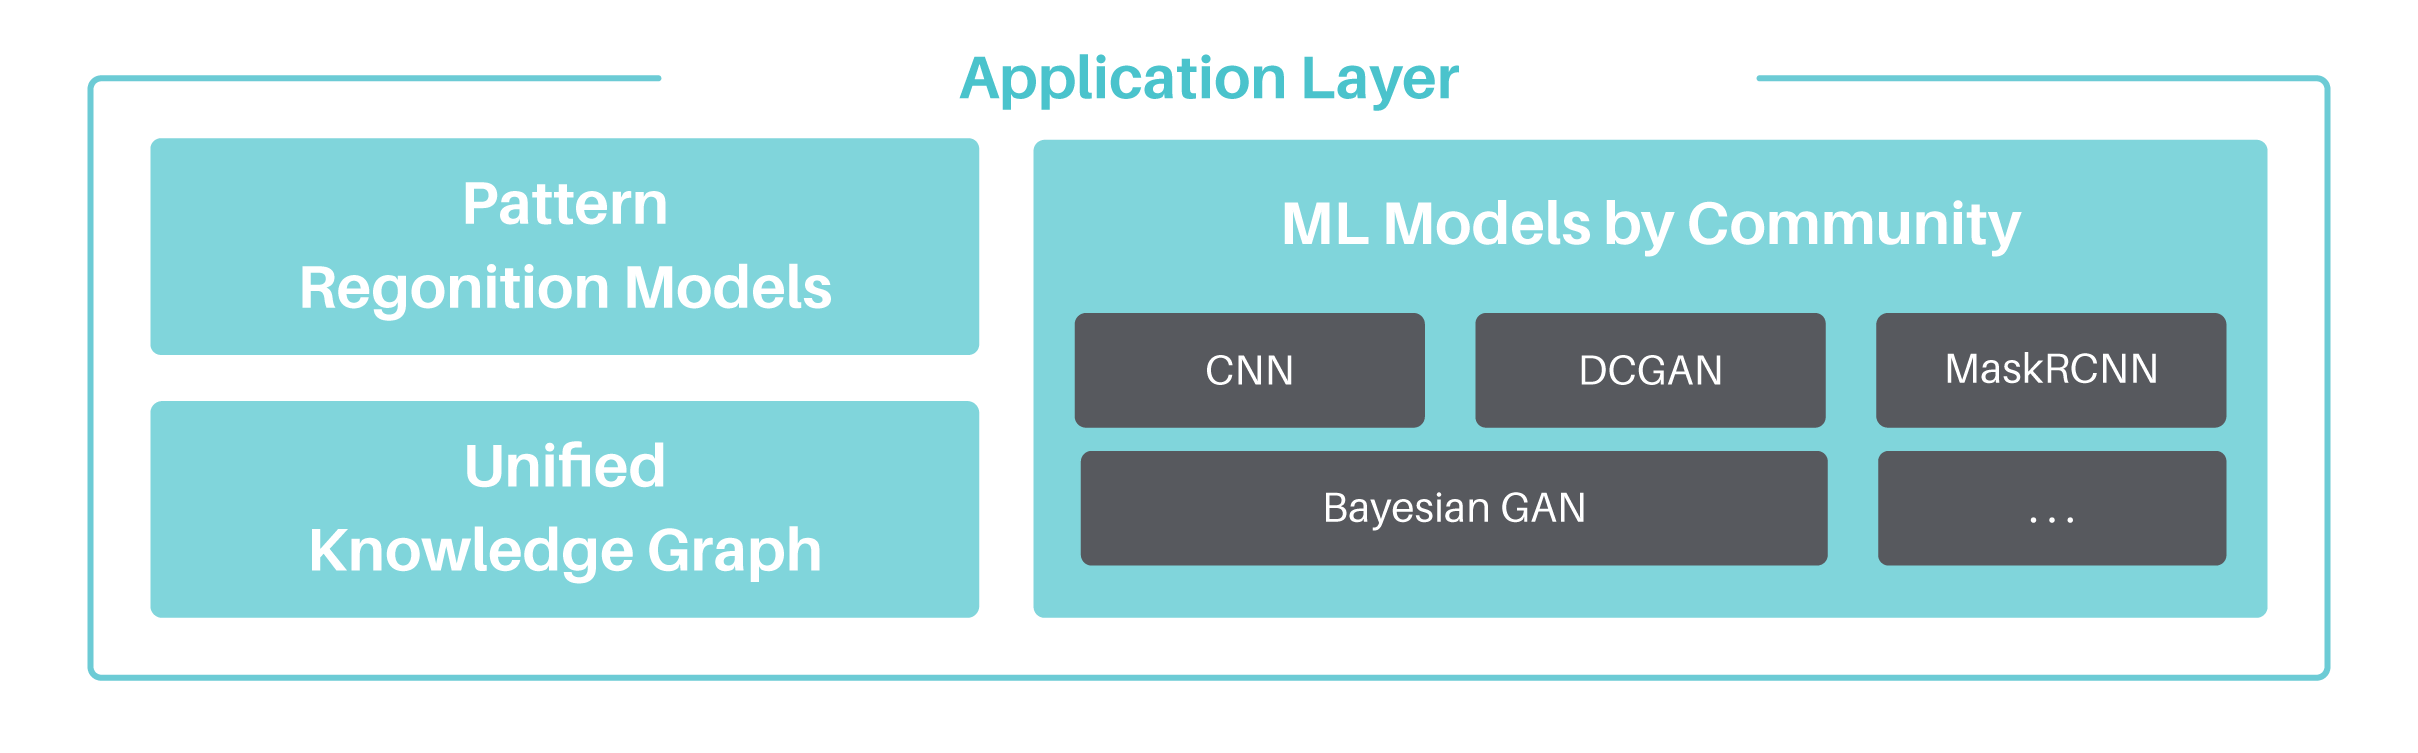 Application Layer
Pattern
Regonition Models
Unified
Knowledge Graph
ML Models by Community
CNN
DCGAN
MaskRCNN
Bayesian GAN
...